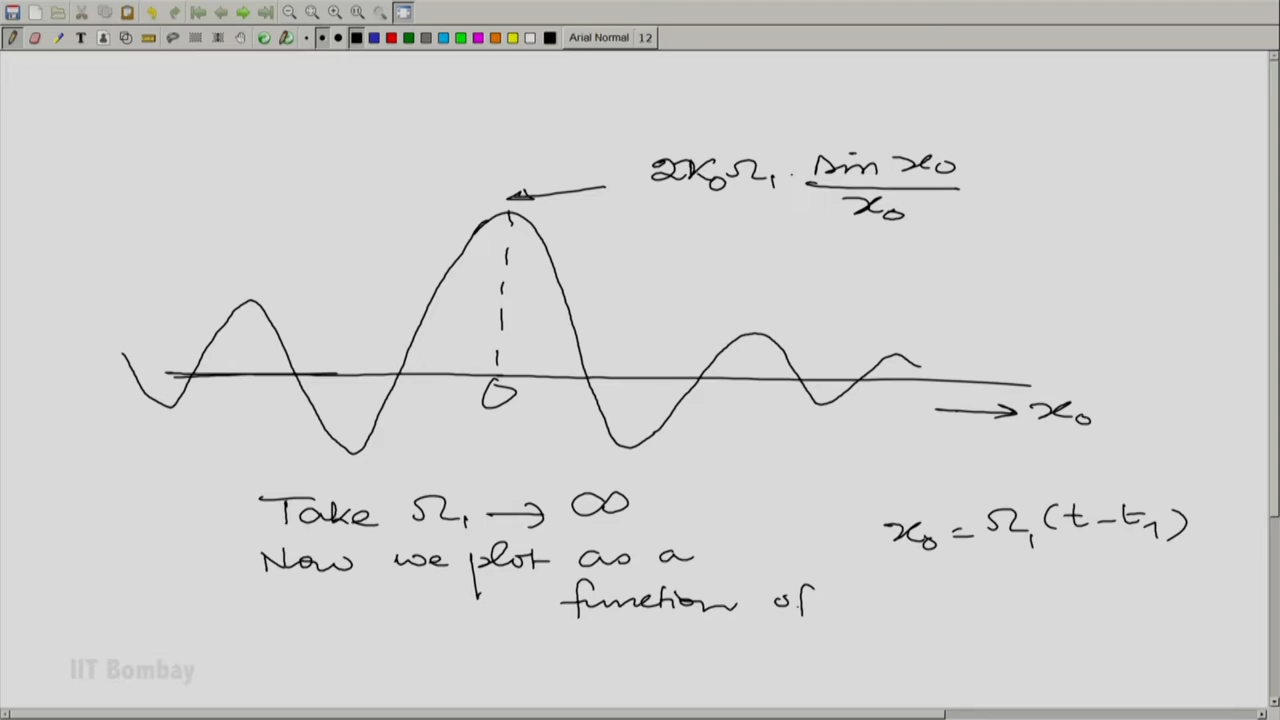 Arial Normal 12
2K₀Ω₁ · sin x₀ / x₀
0
→ x₀
Take Ω₁ → ∞
x₀ = Ω₁(t - t₁)
Now we plot as a
function of
IIT Bombay